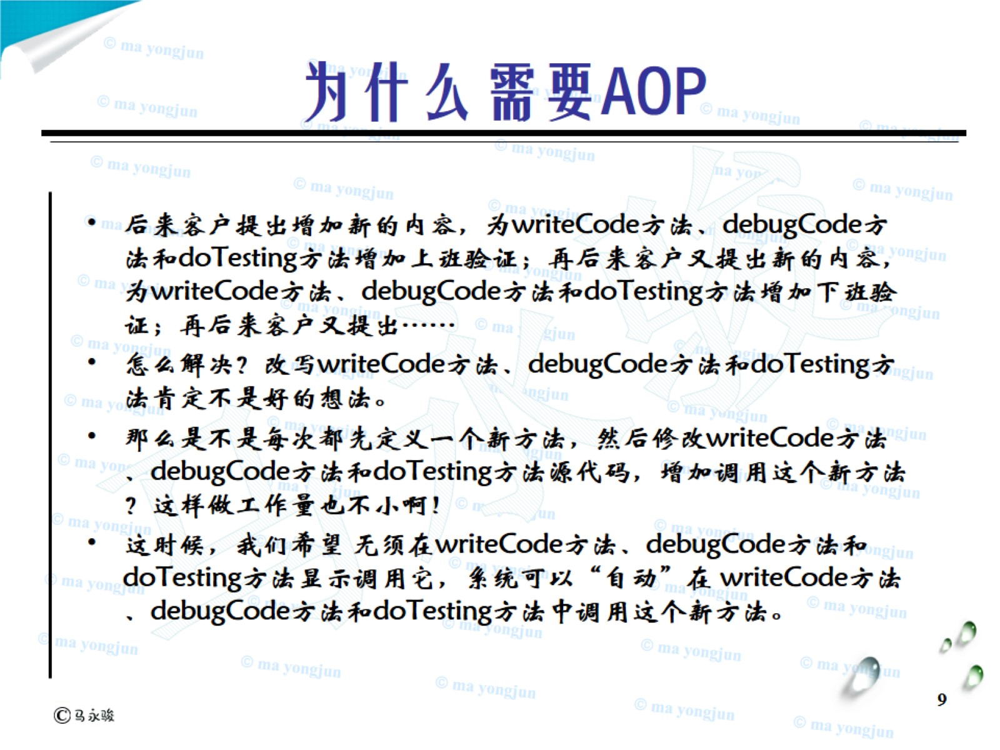 为什么需要AOP
• 后来客户提出增加新的内容，为writeCode方法、debugCode方
法和doTesting方法增加上班验证；再后来客户又提出新的内容，
为writeCode方法、debugCode方法和doTesting方法增加下班验
证；再后来客户又提出……
• 怎么解决？改写writeCode方法、debugCode方法和doTesting方
法肯定不是好的想法。
• 那么是不是每次都先定义一个新方法，然后修改writeCode方法
、debugCode方法和doTesting方法源代码，增加调用这个新方法
？这样做工作量也不小啊！
• 这时候，我们希望 无须在writeCode方法、debugCode方法和
doTesting方法显示调用它，系统可以“自动”在 writeCode方法
、debugCode方法和doTesting方法中调用这个新方法。
©马永骏
9
© ma yongjun
马永骏